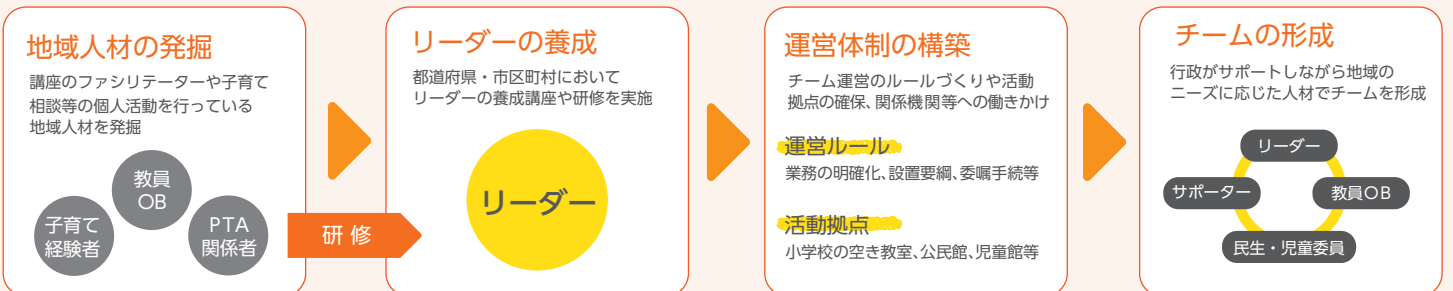 地域人材の発掘
講座のファシリテーターや子育て
相談等の個人活動を行っている
地域人材を発掘
教員
OB
子育て
経験者
PTA
関係者
研修
リーダーの養成
都道府県・市区町村において
リーダーの養成講座や研修を実施
リーダー
運営体制の構築
チーム運営のルールづくりや活動
拠点の確保、関係機関等への働きかけ
運営ルール
業務の明確化、設置要綱、委嘱手続等
活動拠点
小学校の空き教室、公民館、児童館等
チームの形成
行政がサポートしながら地域の
ニーズに応じた人材でチームを形成
リーダー
サポーター
教員OB
民生・児童委員